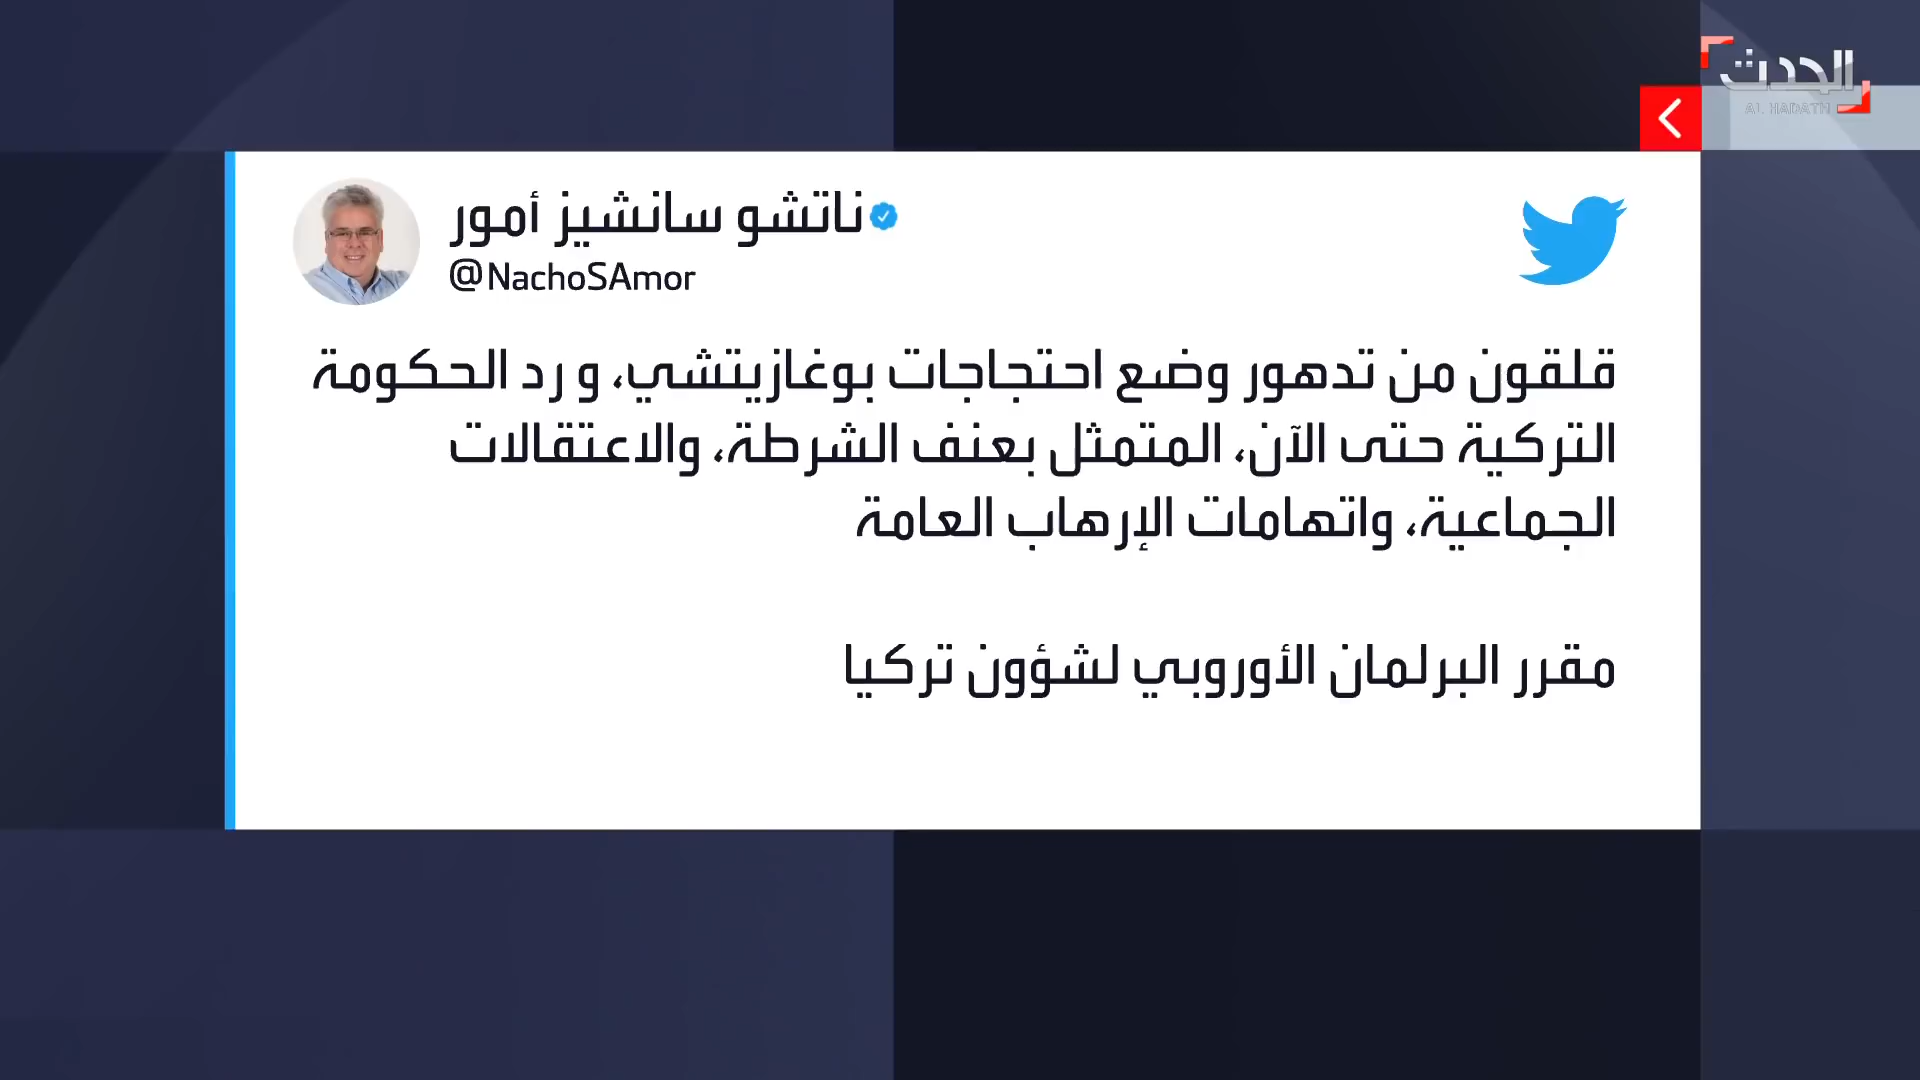 الحدث
AL HADATH
ناتشو سانشيز أمور
@NachoSAmor
قلقون من تدهور وضع احتجاجات بوغازيتشي، و رد الحكومة
التركية حتى الآن، المتمثل بعنف الشرطة، والاعتقالات
الجماعية، واتهامات الإرهاب العامة
مقرر البرلمان الأوروبي لشؤون تركيا